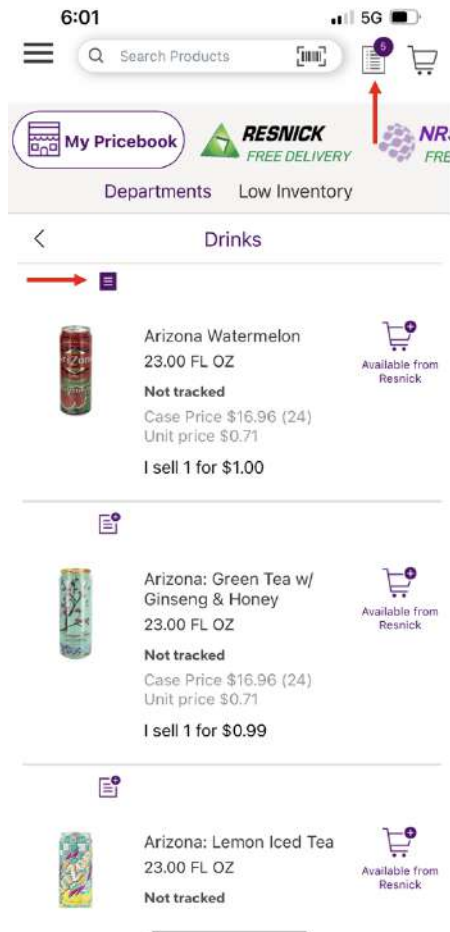 6:01
5G
Search Products
5
My Pricebook
RESNICK
FREE DELIVERY
NRS
FRE
Departments Low Inventory
Drinks
Arizona Watermelon
23.00 FL OZ
Not tracked
Case Price $16.96 (24)
Unit price $0.71
I sell 1 for $1.00
Available from
Resnick
Arizona: Green Tea w/
Ginseng & Honey
23.00 FL OZ
Not tracked
Case Price $16.96 (24)
Unit price $0.71
I sell 1 for $0.99
Available from
Resnick
Arizona: Lemon Iced Tea
23.00 FL OZ
Not tracked
Available from
Resnick